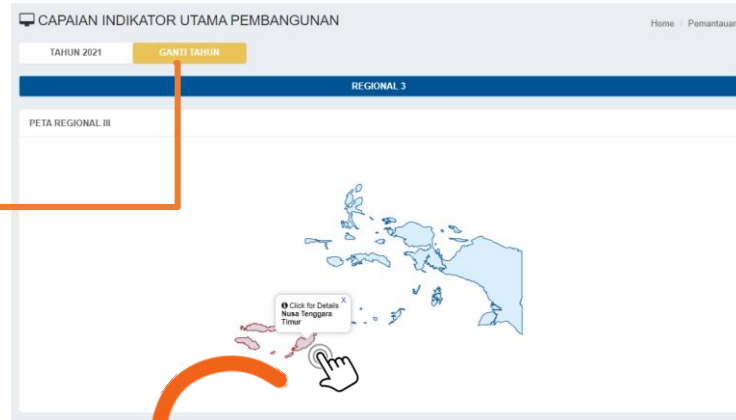 CAPAIAN INDIKATOR UTAMA PEMBANGUNAN
Home / Pemantauan
TAHUN 2021
GANTI TAHUN
REGIONAL 3
PETA REGIONAL III
Click for Details X
Nusa Tenggara
Timur